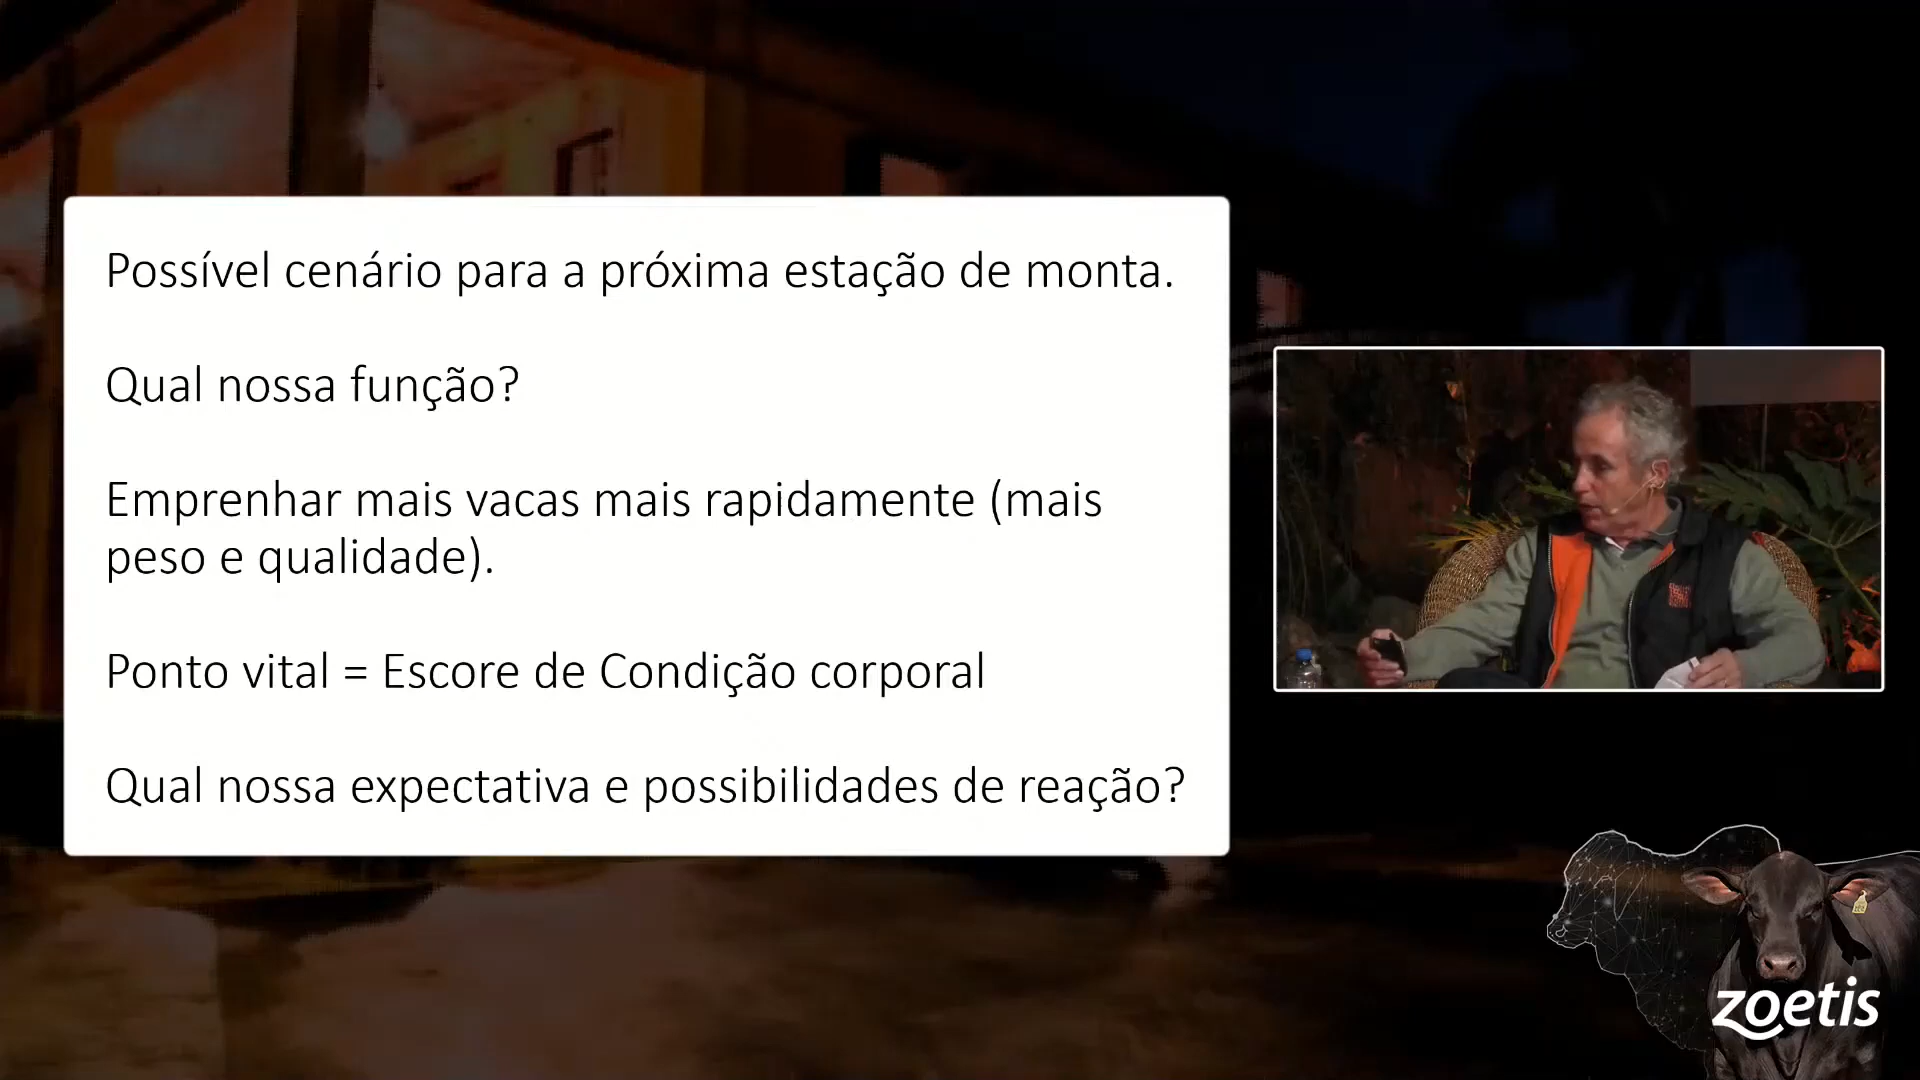 Possível cenário para a próxima estação de monta.
Qual nossa função?
Emprenhar mais vacas mais rapidamente (mais
peso e qualidade).
Ponto vital = Escore de Condição corporal
Qual nossa expectativa e possibilidades de reação?
zoetis